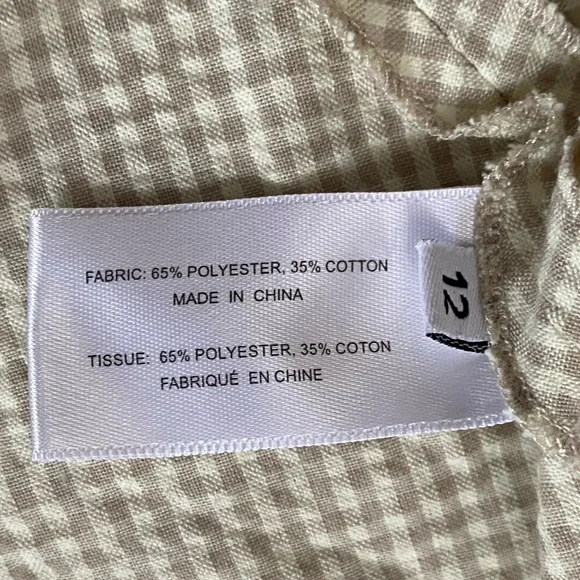 FABRIC: 65% POLYESTER, 35% COTTON
MADE IN CHINA
TISSUE: 65% POLYESTER, 35% COTON
FABRIQUÉ EN CHINE
12